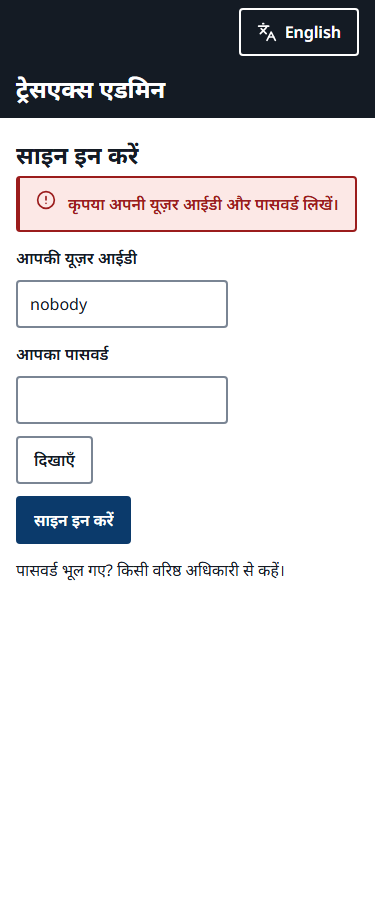 English
ट्रेसएक्स एडमिन
साइन इन करें
कृपया अपनी यूज़र आईडी और पासवर्ड लिखें।
आपकी यूज़र आईडी
nobody
आपका पासवर्ड
दिखाएँ
साइन इन करें
पासवर्ड भूल गए? किसी वरिष्ठ अधिकारी से कहें।